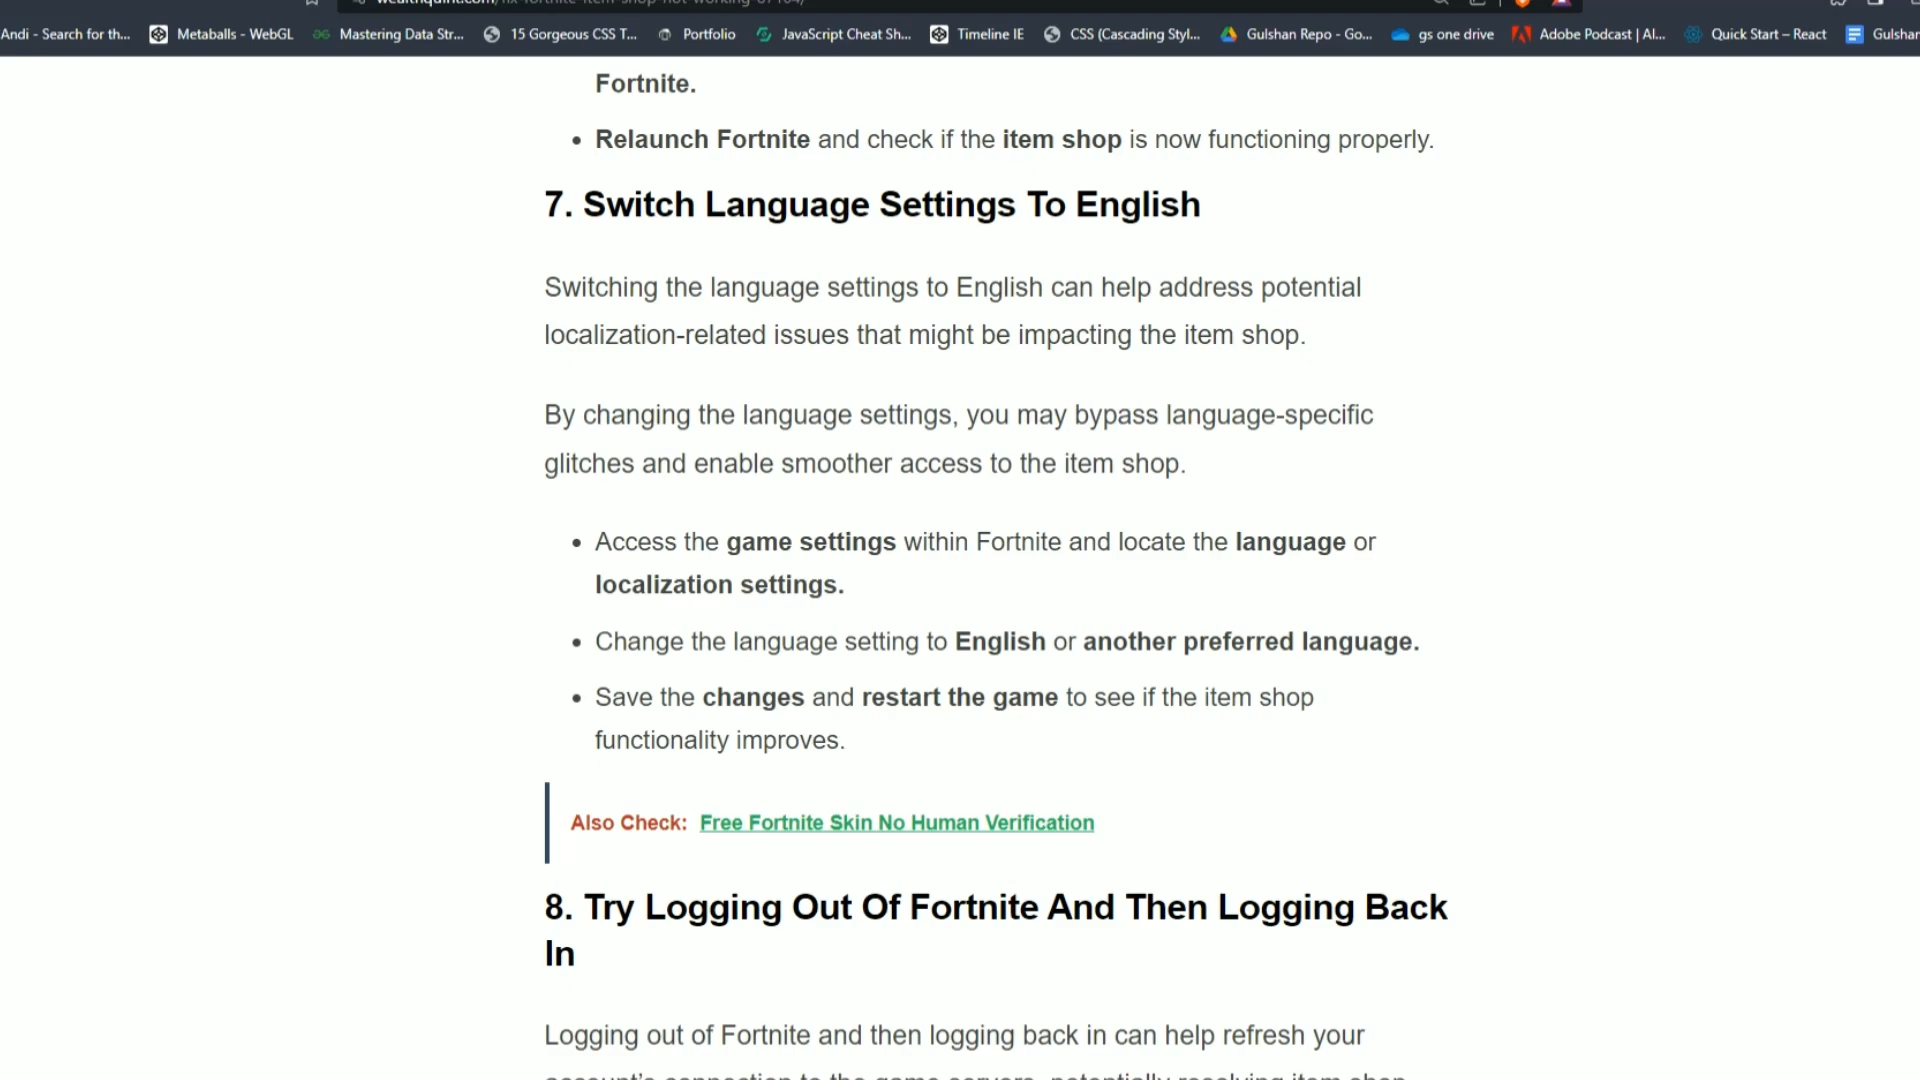 Andi - Search for th... Metaballs - WebGL Mastering Data Str... 15 Gorgeous CSS T... Portfolio JavaScript Cheat Sh... Timeline IE CSS (Cascading Styl... Gulshan Repo - Go... gs one drive Adobe Podcast | AI... Quick Start – React Gulshan
Fortnite.
• Relaunch Fortnite and check if the item shop is now functioning properly.
7. Switch Language Settings To English
Switching the language settings to English can help address potential
localization-related issues that might be impacting the item shop.
By changing the language settings, you may bypass language-specific
glitches and enable smoother access to the item shop.
• Access the game settings within Fortnite and locate the language or
localization settings.
• Change the language setting to English or another preferred language.
• Save the changes and restart the game to see if the item shop
functionality improves.
Also Check: Free Fortnite Skin No Human Verification
8. Try Logging Out Of Fortnite And Then Logging Back
In
Logging out of Fortnite and then logging back in can help refresh your